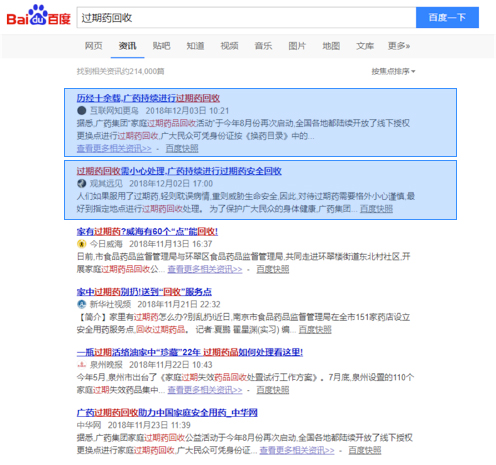 Bai du 百度 过期药回收 百度一下
网页 资讯 贴吧 知道 视频 音乐 图片 地图 文库 更多»
找到相关资讯约214,000篇 按焦点排序
历经十余载,广药持续进行过期药回收
互联网知更鸟 2018年12月03日 10:21
据悉,广药集团“家庭过期药品回收活动”于今年8月份再次启动,全国各地都陆续开放了线下授权
更换点进行过期药回收,广大民众可凭身份证按《换药目录》中的...
查看更多相关资讯>> - 百度快照
过期药回收需小心处理,广药持续进行过期药安全回收
观其远见 2018年12月02日 17:00
人们如果服用了过期药,轻则耽误病情,重则威胁生命安全,因此,对待过期药需要格外小心谨慎,最
好到指定地点进行过期药回收处理。 为了保护广大民众的身体健康,广药集团... 百度快照
家有过期药?威海有60个“点”能回收!
今日威海 2018年11月13日 16:37
日前,市食品药品监督管理局与环翠区食品药品监督管理局,共同走进环翠楼街道东北村社区,开
展家庭过期药品回收公... 查看更多相关资讯>> - 百度快照
家中过期药别扔!送到“回收”服务点
新华社视频 2018年11月21日 22:32
【简介】家里有过期药怎么办?别乱扔!近日,南京市食品药品监督管理局在全市151家药店设立
安全用药服务点,回收过期药品。 记者:夏鹏 翟星渊(实习) 编... 百度快照
一瓶过期活络油家中“珍藏”22年 过期药品如何处理看这里!
泉州晚报 2018年11月22日 10:43
今年5月,泉州市出台了《家庭过期失效药品回收处置试行工作方案》。7月底,泉州设置的110个
家庭过期失效药品集中... 查看更多相关资讯>> - 百度快照
广药过期药回收助力中国家庭安全用药_中华网
中华网 2018年11月23日 11:39
据悉,广药集团家庭过期药回收公益活动于今年8月份再次启动,全国各地都陆续开放了线下授权
更换点进行过期药回收,广大民众可凭身份证... 查看更多相关资讯>> - 百度快照